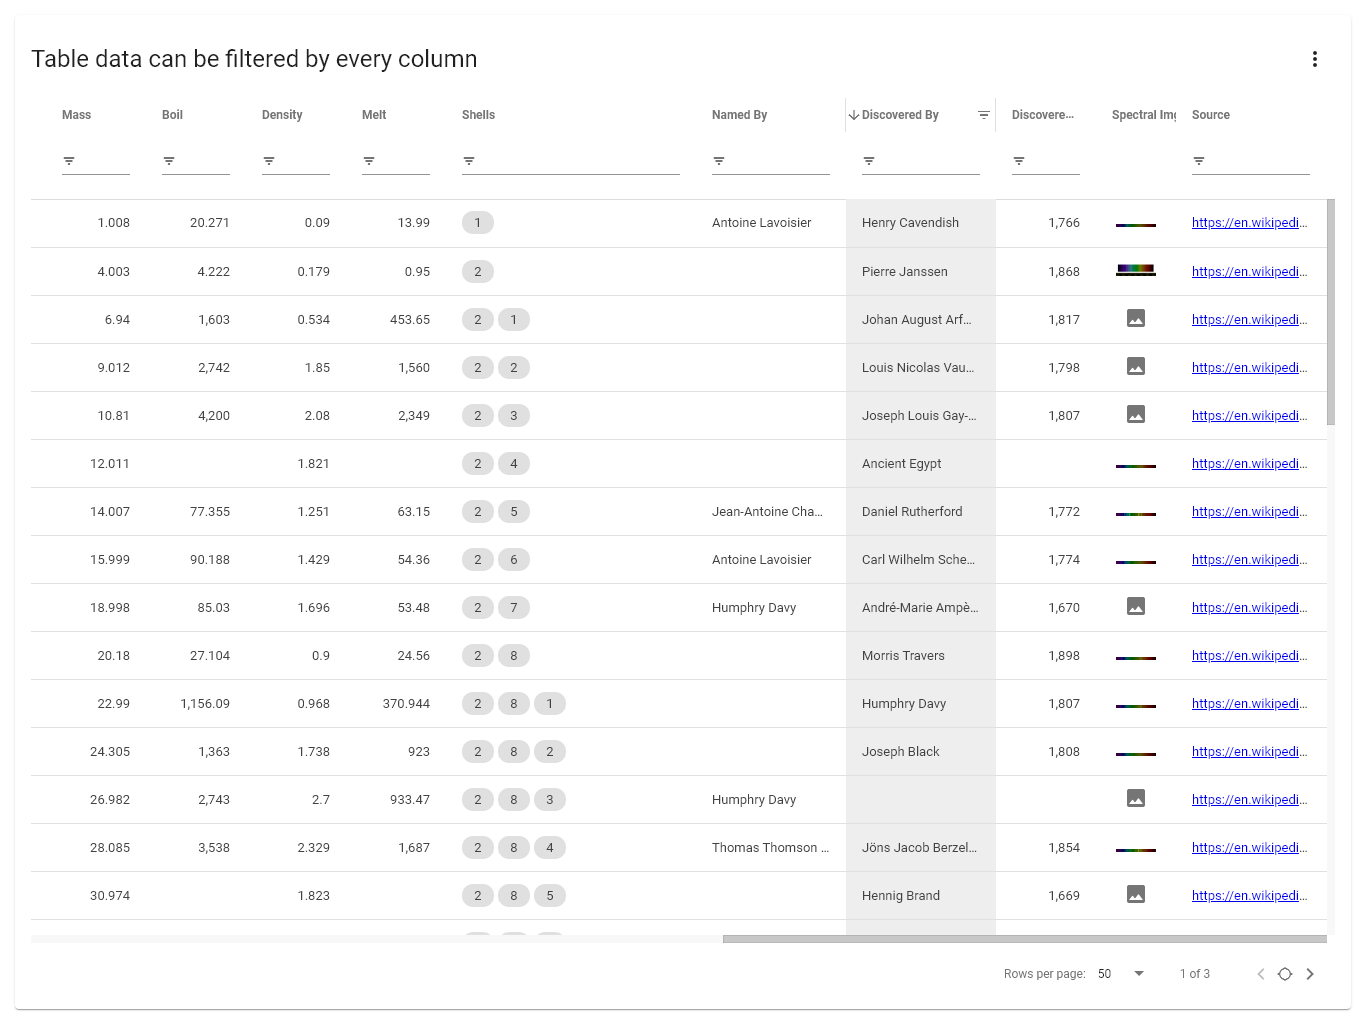 Table data can be filtered by every column
Mass Boil Density Melt Shells Named By Discovered By Discovere… Spectral Img Source
1.008 20.271 0.09 13.99 1 Antoine Lavoisier Henry Cavendish 1,766 https://en.wikipedi…
4.003 4.222 0.179 0.95 2 Pierre Janssen 1,868 https://en.wikipedi…
6.94 1,603 0.534 453.65 2 1 Johan August Arf… 1,817 https://en.wikipedi…
9.012 2,742 1.85 1,560 2 2 Louis Nicolas Vau… 1,798 https://en.wikipedi…
10.81 4,200 2.08 2,349 2 3 Joseph Louis Gay-… 1,807 https://en.wikipedi…
12.011 1.821 2 4 Ancient Egypt https://en.wikipedi…
14.007 77.355 1.251 63.15 2 5 Jean-Antoine Cha… Daniel Rutherford 1,772 https://en.wikipedi…
15.999 90.188 1.429 54.36 2 6 Antoine Lavoisier Carl Wilhelm Sche… 1,774 https://en.wikipedi…
18.998 85.03 1.696 53.48 2 7 Humphry Davy André-Marie Ampè… 1,670 https://en.wikipedi…
20.18 27.104 0.9 24.56 2 8 Morris Travers 1,898 https://en.wikipedi…
22.99 1,156.09 0.968 370.944 2 8 1 Humphry Davy 1,807 https://en.wikipedi…
24.305 1,363 1.738 923 2 8 2 Joseph Black 1,808 https://en.wikipedi…
26.982 2,743 2.7 933.47 2 8 3 Humphry Davy https://en.wikipedi…
28.085 3,538 2.329 1,687 2 8 4 Thomas Thomson … Jöns Jacob Berzel… 1,854 https://en.wikipedi…
30.974 1.823 2 8 5 Hennig Brand 1,669 https://en.wikipedi…
Rows per page: 50 1 of 3